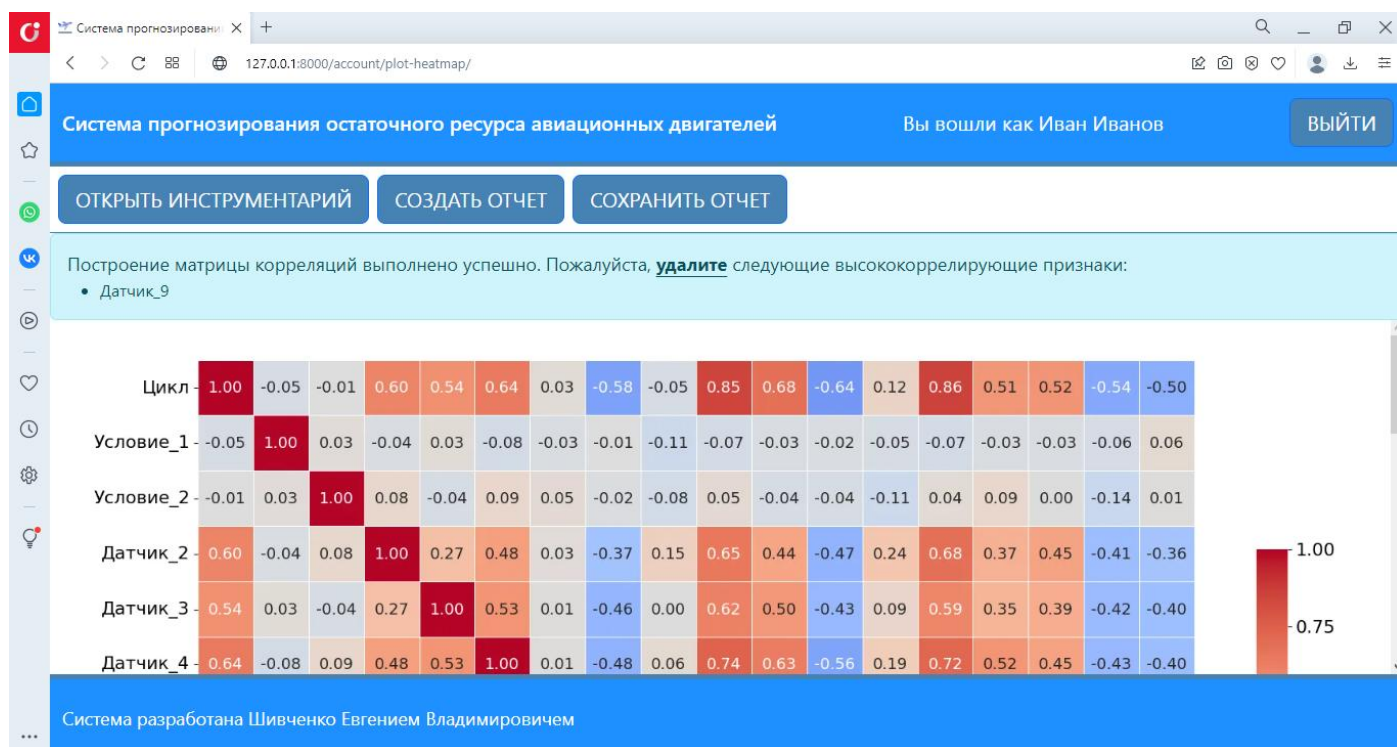 Система прогнозировани
127.0.0.1:8000/account/plot-heatmap/
Система прогнозирования остаточного ресурса авиационных двигателей
Вы вошли как Иван Иванов
ВЫЙТИ
ОТКРЫТЬ ИНСТРУМЕНТАРИЙ
СОЗДАТЬ ОТЧЕТ
СОХРАНИТЬ ОТЧЕТ
Построение матрицы корреляций выполнено успешно. Пожалуйста, удалите следующие высококоррелирующие признаки:
• Датчик_9
Цикл 1.00 -0.05 -0.01 0.60 0.54 0.64 0.03 -0.58 -0.05 0.85 0.68 -0.64 0.12 0.86 0.51 0.52 -0.54 -0.50
Условие_1 -0.05 1.00 0.03 -0.04 0.03 -0.08 -0.03 -0.01 -0.11 -0.07 -0.03 -0.02 -0.05 -0.07 -0.03 -0.03 -0.06 0.06
Условие_2 -0.01 0.03 1.00 0.08 -0.04 0.09 0.05 -0.02 -0.08 0.05 -0.04 -0.04 -0.11 0.04 0.09 0.00 -0.14 0.01
Датчик_2 0.60 -0.04 0.08 1.00 0.27 0.48 0.03 -0.37 0.15 0.65 0.44 -0.47 0.24 0.68 0.37 0.45 -0.41 -0.36
Датчик_3 0.54 0.03 -0.04 0.27 1.00 0.53 0.01 -0.46 0.00 0.62 0.50 -0.43 0.09 0.59 0.35 0.39 -0.42 -0.40
Датчик_4 0.64 -0.08 0.09 0.48 0.53 1.00 0.01 -0.48 0.06 0.74 0.63 -0.56 0.19 0.72 0.52 0.45 -0.43 -0.40
1.00
0.75
Система разработана Шивченко Евгением Владимировичем